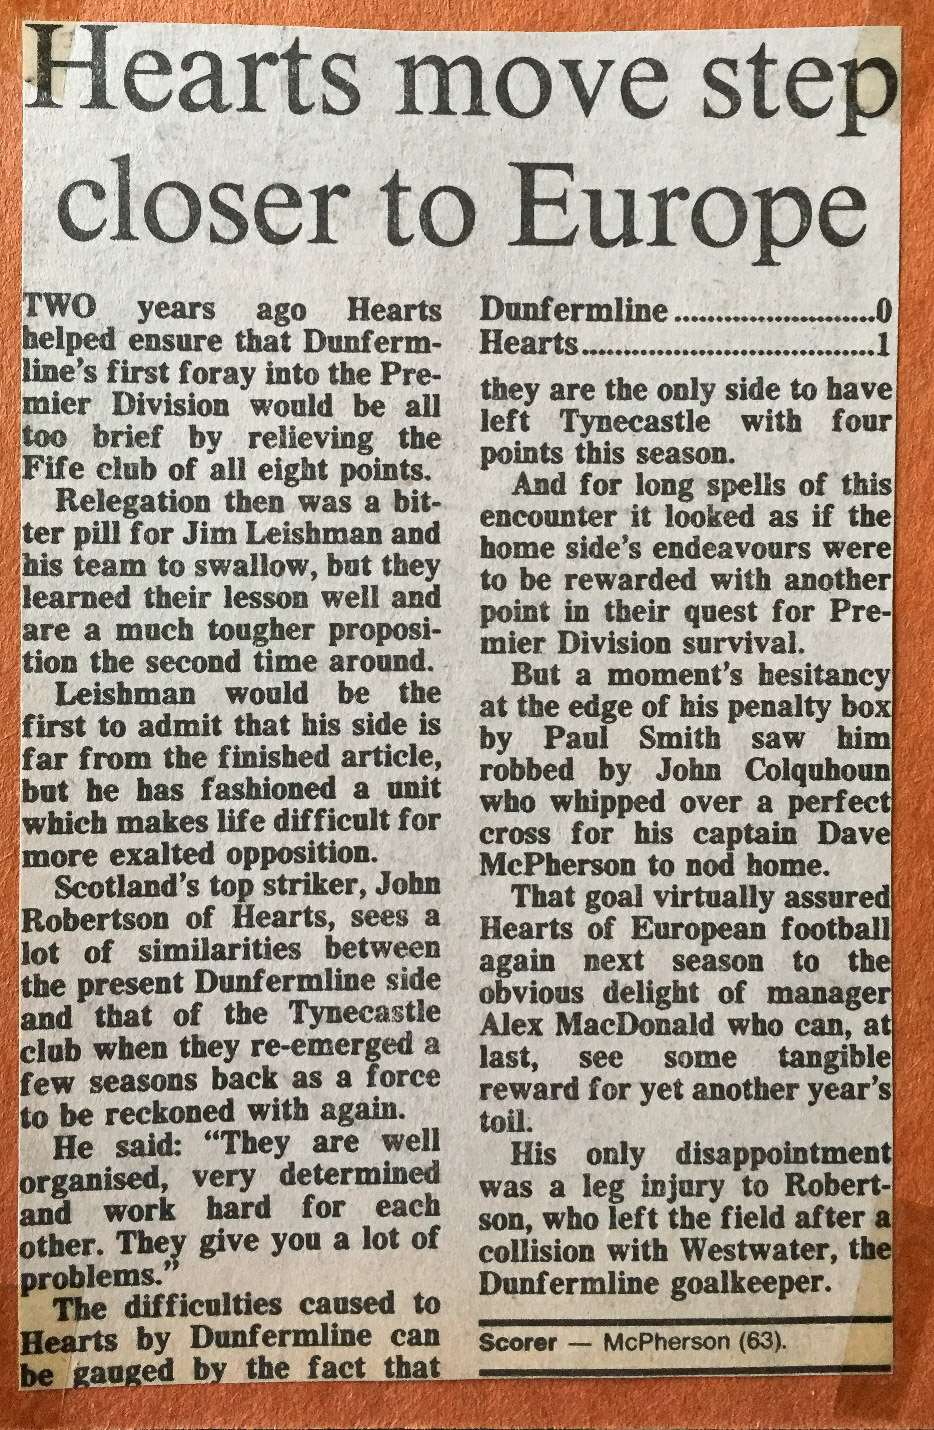 Hearts move step
closer to Europe
TWO years ago Hearts
helped ensure that Dunferm-
line's first foray into the Pre-
mier Division would be all
too brief by relieving the
Fife club of all eight points.
Relegation then was a bit-
ter pill for Jim Leishman and
his team to swallow, but they
learned their lesson well and
are a much tougher proposi-
tion the second time around.
Leishman would be the
first to admit that his side is
far from the finished article,
but he has fashioned a unit
which makes life difficult for
more exalted opposition.
Scotland's top striker, John
Robertson of Hearts, sees a
lot of similarities between
the present Dunfermline side
and that of the Tynecastle
club when they re-emerged a
few seasons back as a force
to be reckoned with again.
He said: “They are well
organised, very determined
and work hard for each
other. They give you a lot of
problems.”
The difficulties caused to
Hearts by Dunfermline can
be gauged by the fact that
Dunfermline........................0
Hearts....................................1
they are the only side to have
left Tynecastle with four
points this season.
And for long spells of this
encounter it looked as if the
home side's endeavours were
to be rewarded with another
point in their quest for Pre-
mier Division survival.
But a moment's hesitancy
at the edge of his penalty box
by Paul Smith saw him
robbed by John Colquhoun
who whipped over a perfect
cross for his captain Dave
McPherson to nod home.
That goal virtually assured
Hearts of European football
again next season to the
obvious delight of manager
Alex MacDonald who can, at
last, see some tangible
reward for yet another year's
toil.
His only disappointment
was a leg injury to Robert-
son, who left the field after a
collision with Westwater, the
Dunfermline goalkeeper.
Scorer — McPherson (63).